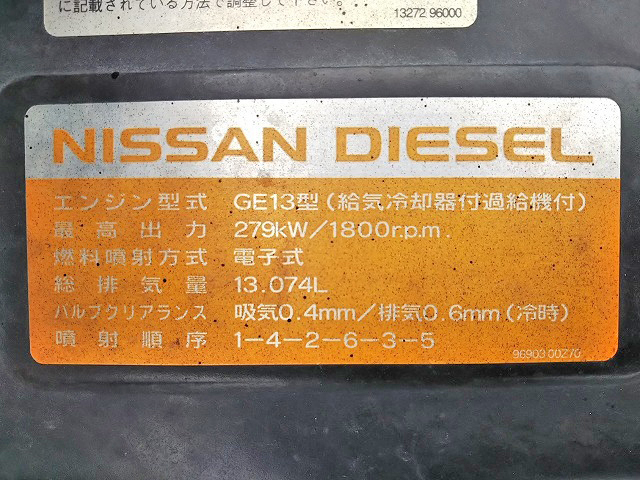 に記載されている方法で調整して下さい。
13272 96000
NISSAN DIESEL
エンジン型式 GE13型(給気冷却器付過給機付)
最高出力 279kW/1800r.p.m.
燃料噴射方式 電子式
総排気量 13.074L
バルブクリアランス 吸気0.4mm/排気0.6mm(冷時)
噴射順序 1-4-2-6-3-5
96903 00Z70